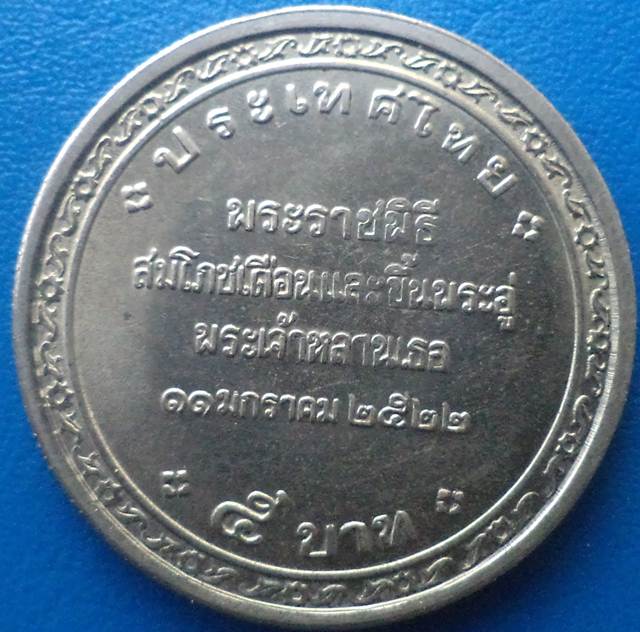 ประเทศไทย
พระราชพิธี
สมโภชเดือนและขึ้นพระอู่
พระเจ้าหลานเธอ
๑๑ มกราคม ๒๕๒๒
๕ บาท